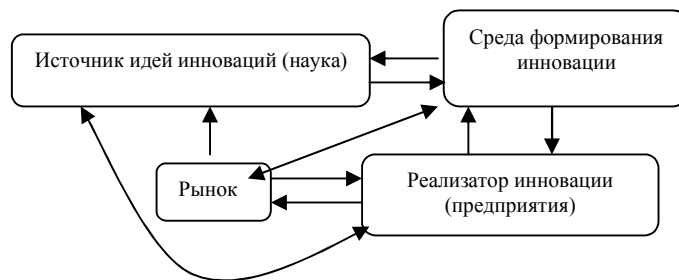 Источник идей инноваций (наука)
Среда формирования
инновации
Рынок
Реализатор инновации
(предприятия)